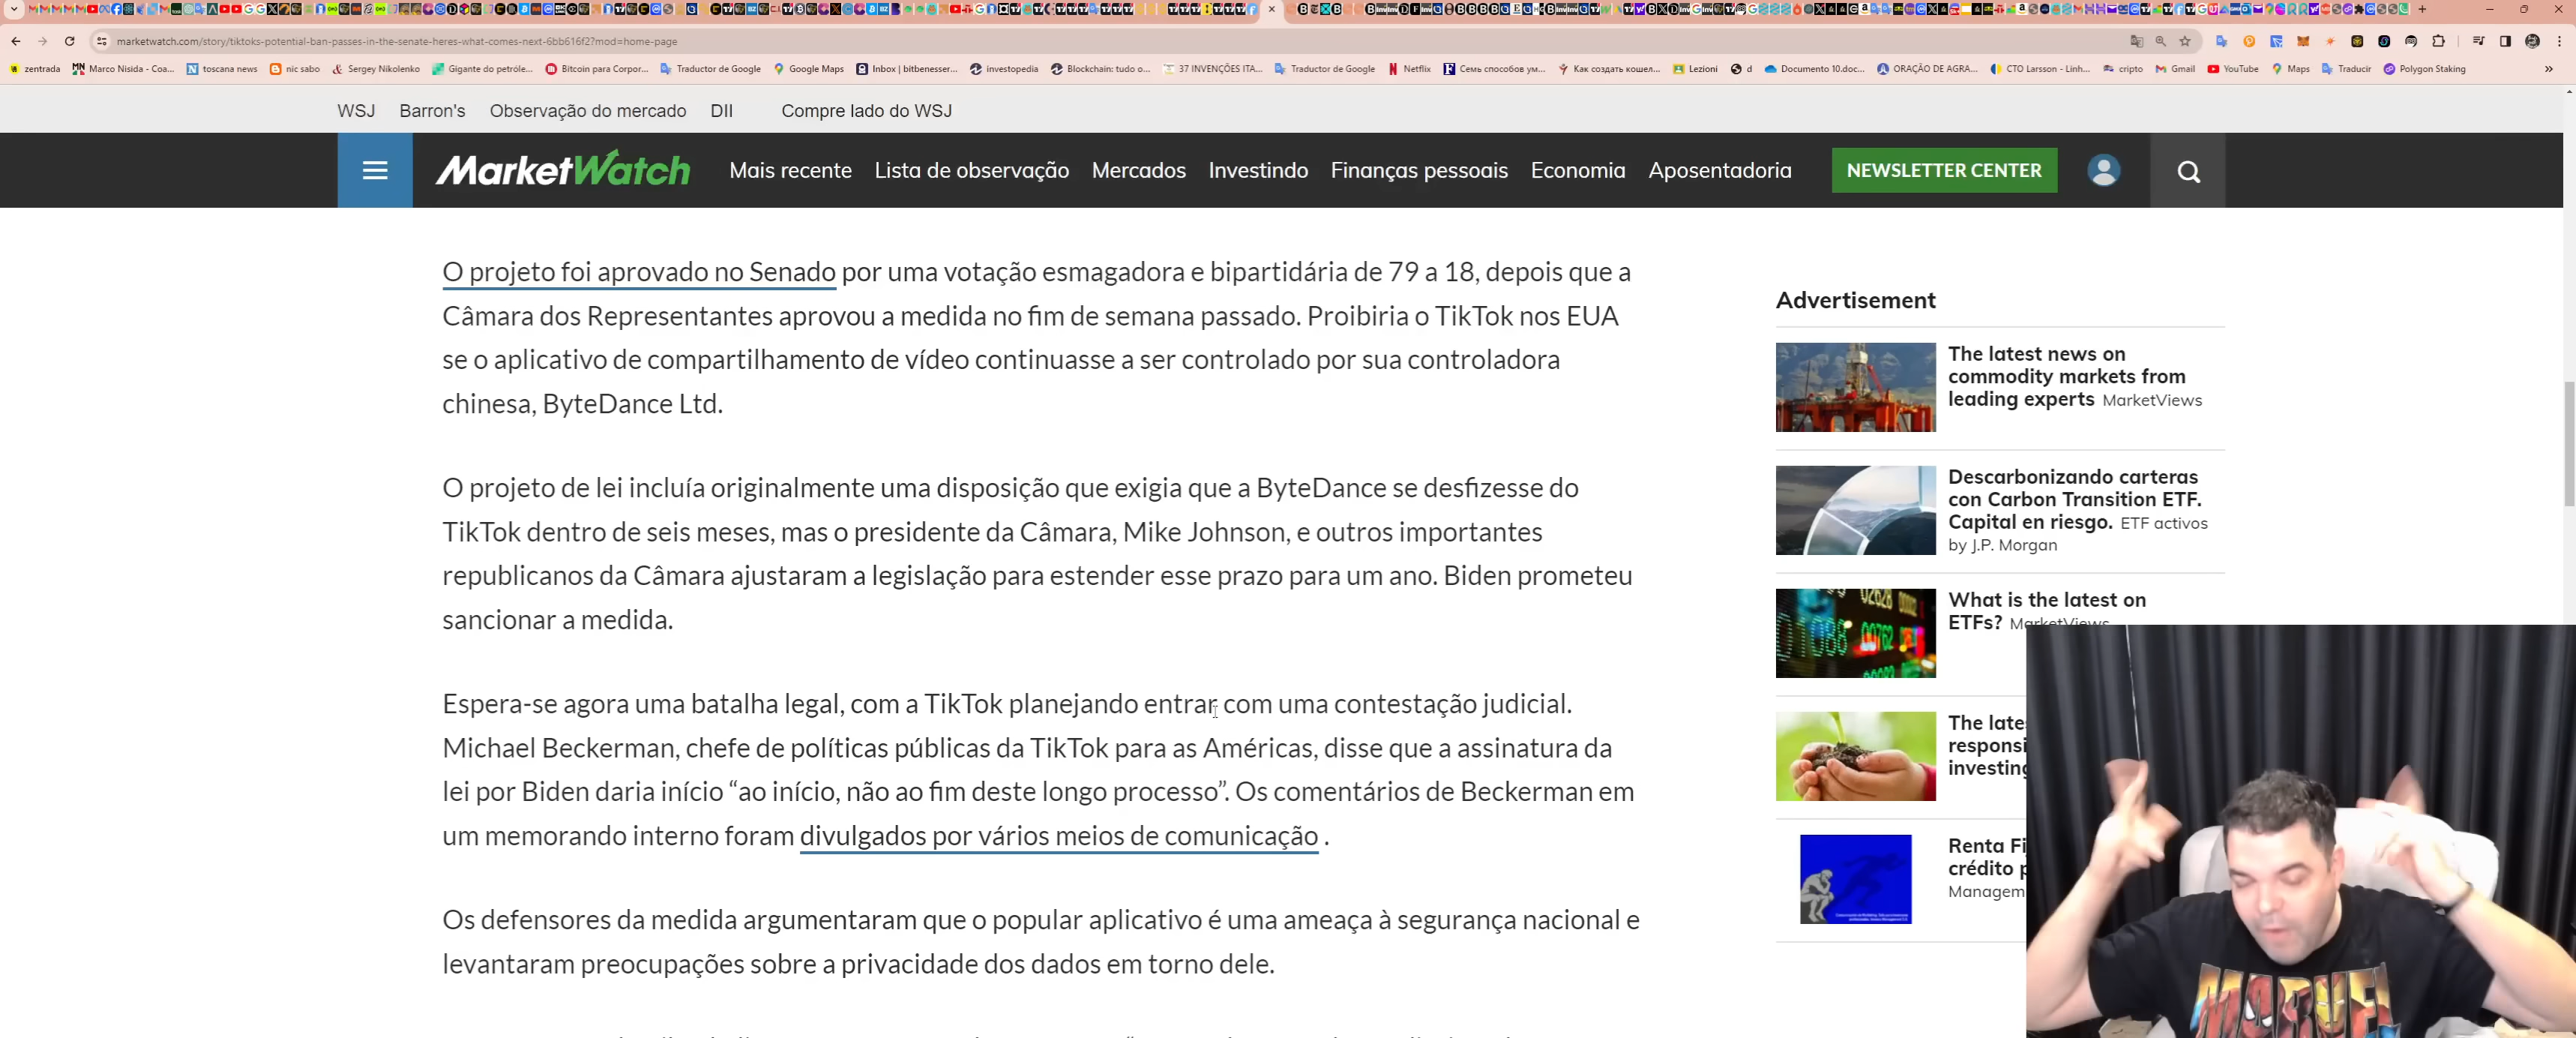 marketwatch.com/story/tiktoks-potential-ban-passes-in-the-senate-heres-what-comes-next-6bb616f2?mod=home-page
zentrada
Marco Nisida - Coa...
toscana news
nic sabo
Sergey Nikolenko
Gigante do petróle...
Bitcoin para Corpor...
Traductor de Google
Google Maps
Inbox | bitbenesser...
investopedia
Blockchain: tudo o...
37 INVENÇÕES ITA...
Traductor de Google
Netflix
Семь способов ум...
Как создать кошел...
Lezioni
d
Documento 10.doc...
ORAÇÃO DE AGRA...
CTO Larsson - Linh...
cripto
Gmail
YouTube
Maps
Traducir
Polygon Staking
WSJ Barron's Observação do mercado DII Compre lado do WSJ
MarketWatch
Mais recente Lista de observação Mercados Investindo Finanças pessoais Economia Aposentadoria NEWSLETTER CENTER
O projeto foi aprovado no Senado por uma votação esmagadora e bipartidária de 79 a 18, depois que a
Câmara dos Representantes aprovou a medida no fim de semana passado. Proibiria o TikTok nos EUA
se o aplicativo de compartilhamento de vídeo continuasse a ser controlado por sua controladora
chinesa, ByteDance Ltd.
O projeto de lei incluía originalmente uma disposição que exigia que a ByteDance se desfizesse do
TikTok dentro de seis meses, mas o presidente da Câmara, Mike Johnson, e outros importantes
republicanos da Câmara ajustaram a legislação para estender esse prazo para um ano. Biden prometeu
sancionar a medida.
Espera-se agora uma batalha legal, com a TikTok planejando entrar com uma contestação judicial.
Michael Beckerman, chefe de políticas públicas da TikTok para as Américas, disse que a assinatura da
lei por Biden daria início “ao início, não ao fim deste longo processo”. Os comentários de Beckerman em
um memorando interno foram divulgados por vários meios de comunicação .
Os defensores da medida argumentaram que o popular aplicativo é uma ameaça à segurança nacional e
levantaram preocupações sobre a privacidade dos dados em torno dele.
Advertisement
The latest news on
commodity markets from
leading experts MarketViews
Descarbonizando carteras
con Carbon Transition ETF.
Capital en riesgo. ETF activos
by J.P. Morgan
What is the latest on
ETFs? MarketViews
The late
responsi
investing
Renta Fi
crédito p
Managem
MARVEL